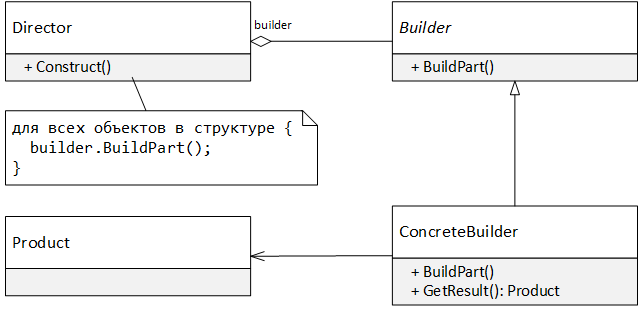 Director
+ Construct()
builder
Builder
+ BuildPart()
для всех объектов в структуре {
  builder.BuildPart();
}
Product
ConcreteBuilder
+ BuildPart()
+ GetResult(): Product